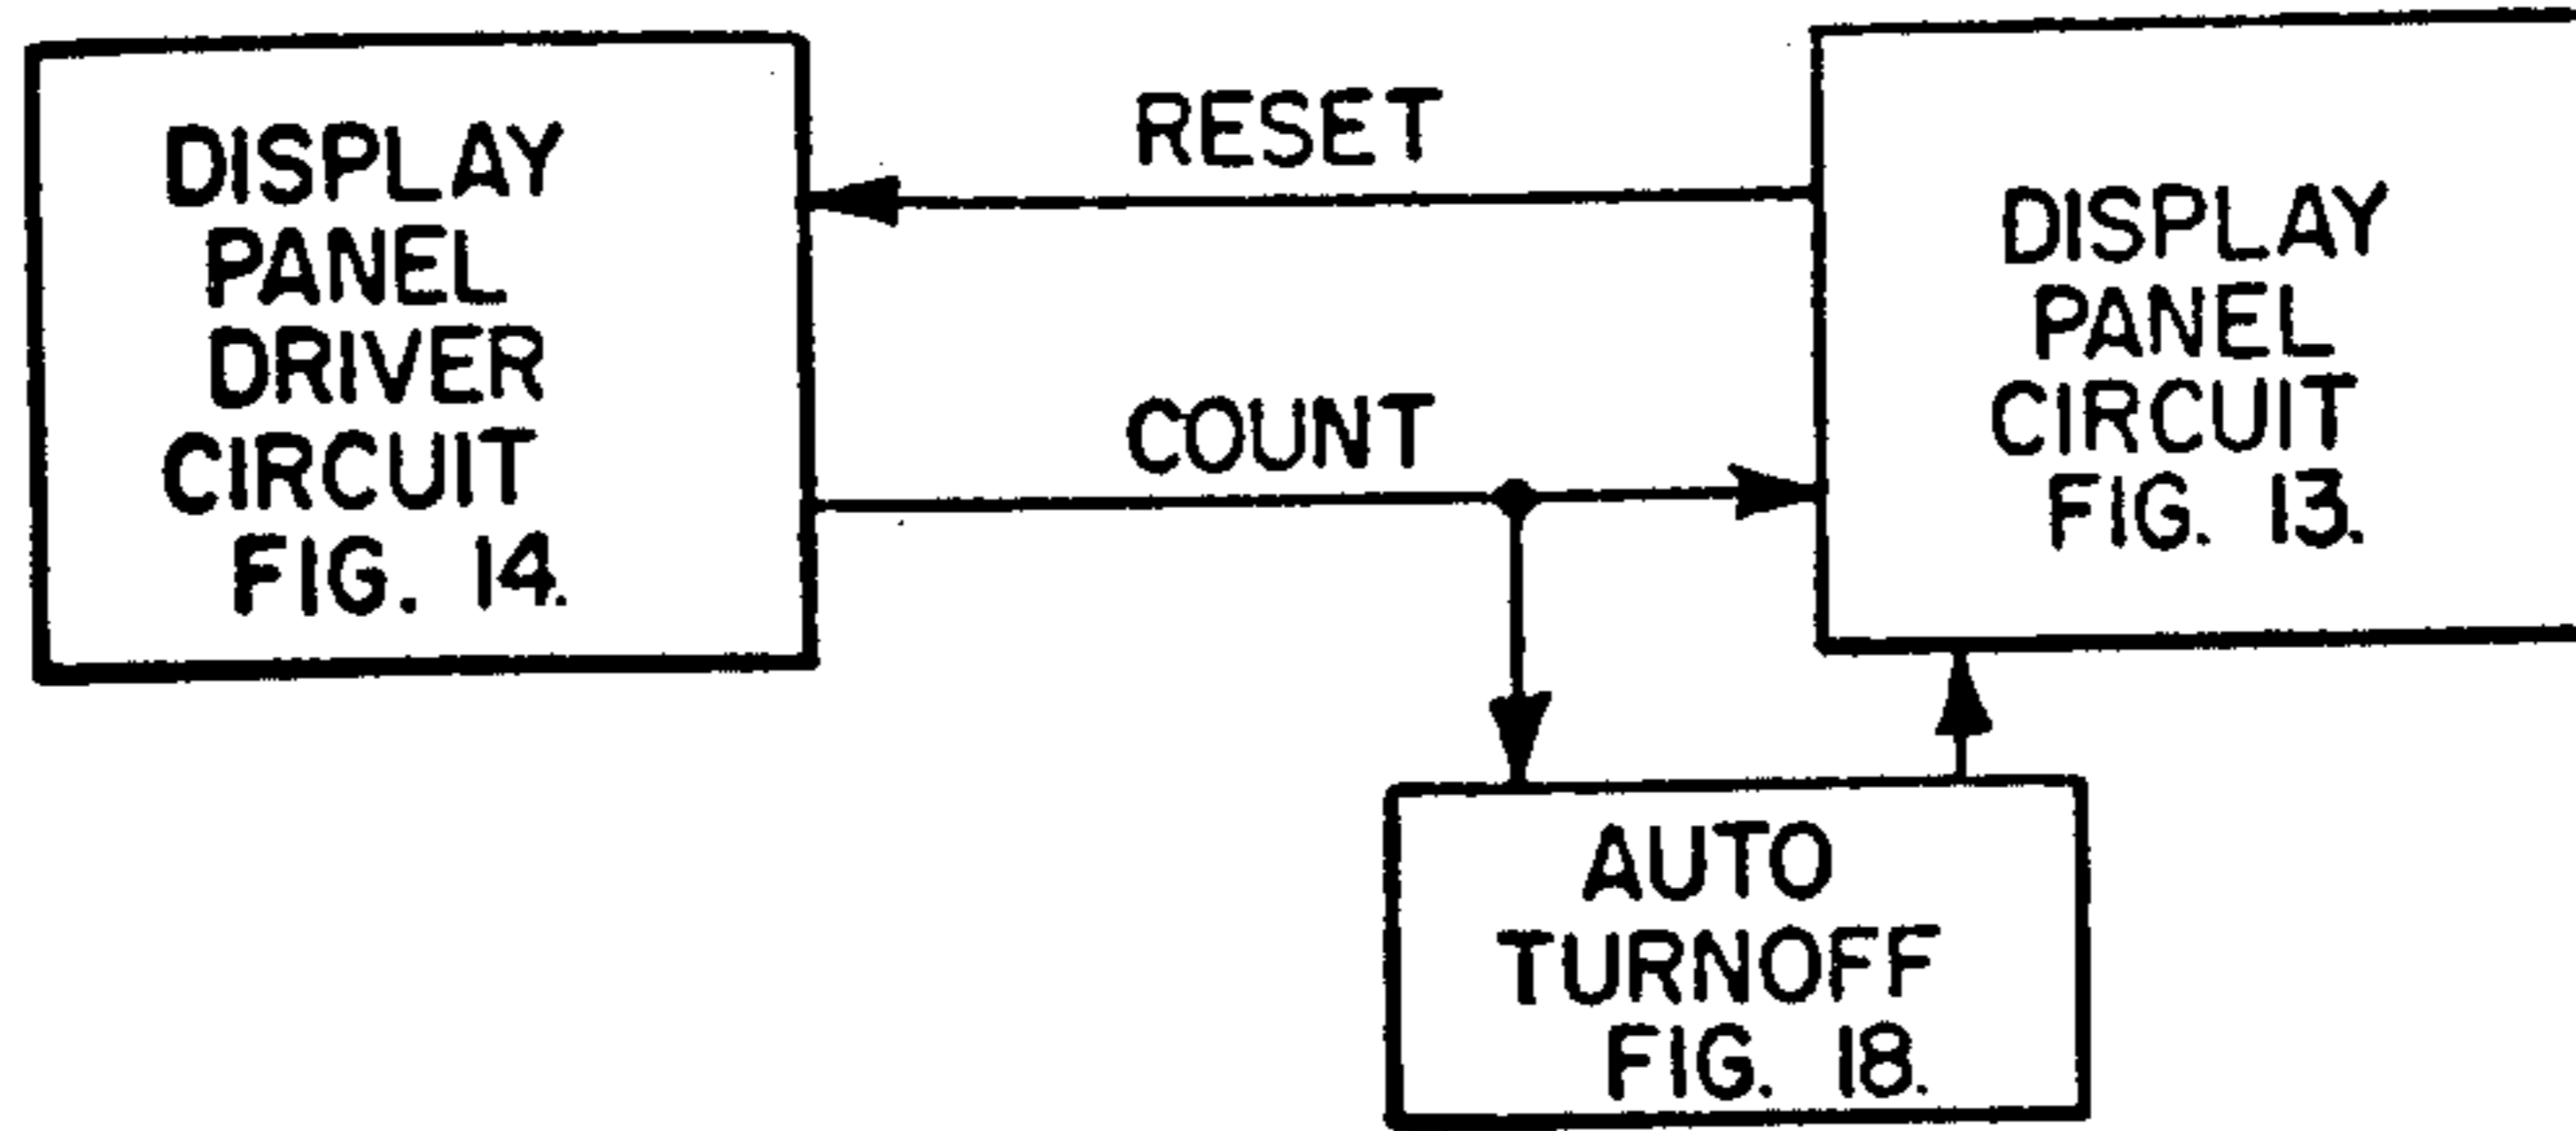 DISPLAY
PANEL
DRIVER
CIRCUIT
FIG. 14.
RESET
COUNT
DISPLAY
PANEL
CIRCUIT
FIG. 13.
AUTO
TURNOFF
FIG. 18.